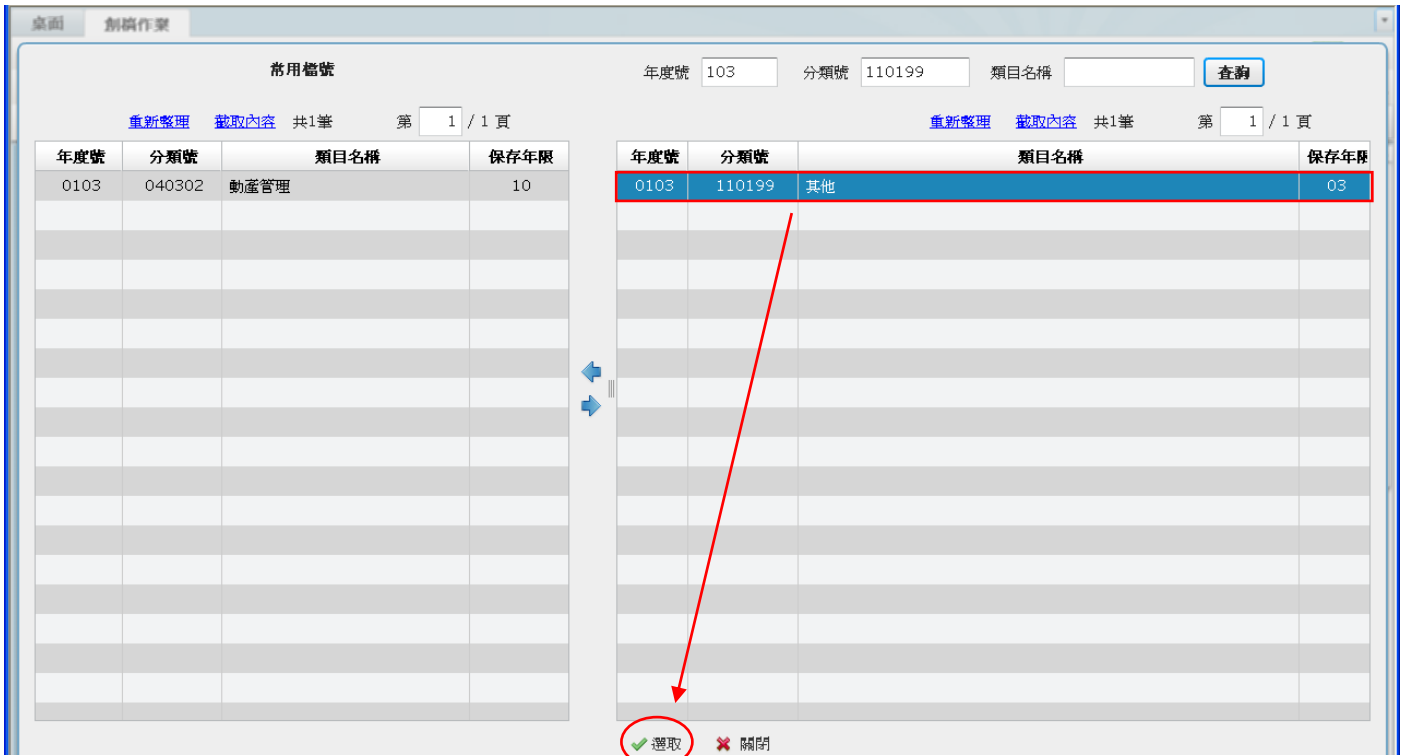 桌面 創稿作業
常用檔號 年度號 103 分類號 110199 類目名稱 查詢
重新整理 截取內容 共1筆 第 1 / 1 頁 重新整理 截取內容 共1筆 第 1 / 1 頁
年度號 分類號 類目名稱 保存年限 年度號 分類號 類目名稱 保存年限
0103 040302 動產管理 10 0103 110199 其他 03
選取 關閉